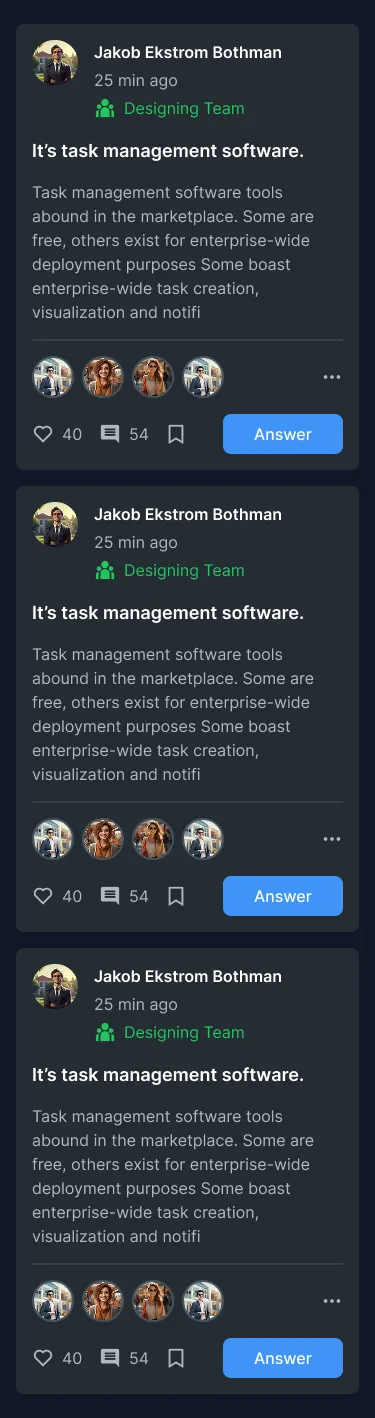 Jakob Ekstrom Bothman
25 min ago
Designing Team
It’s task management software.
Task management software tools
abound in the marketplace. Some are
free, others exist for enterprise-wide
deployment purposes Some boast
enterprise-wide task creation,
visualization and notifi
40 54 Answer
Jakob Ekstrom Bothman
25 min ago
Designing Team
It’s task management software.
Task management software tools
abound in the marketplace. Some are
free, others exist for enterprise-wide
deployment purposes Some boast
enterprise-wide task creation,
visualization and notifi
40 54 Answer
Jakob Ekstrom Bothman
25 min ago
Designing Team
It’s task management software.
Task management software tools
abound in the marketplace. Some are
free, others exist for enterprise-wide
deployment purposes Some boast
enterprise-wide task creation,
visualization and notifi
40 54 Answer